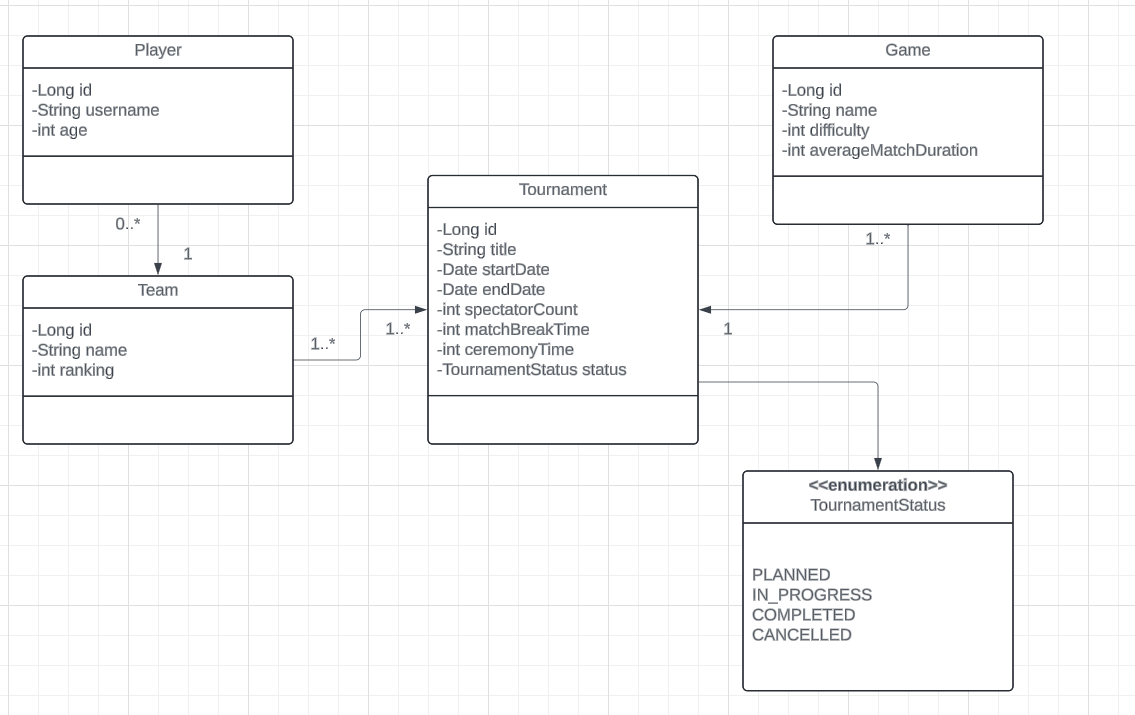 Player
-Long id
-String username
-int age
0..*
1
Team
-Long id
-String name
-int ranking
1..*
1..*
Tournament
-Long id
-String title
-Date startDate
-Date endDate
-int spectatorCount
-int matchBreakTime
-int ceremonyTime
-TournamentStatus status
Game
-Long id
-String name
-int difficulty
-int averageMatchDuration
1..*
1
<<enumeration>>
TournamentStatus
PLANNED
IN_PROGRESS
COMPLETED
CANCELLED